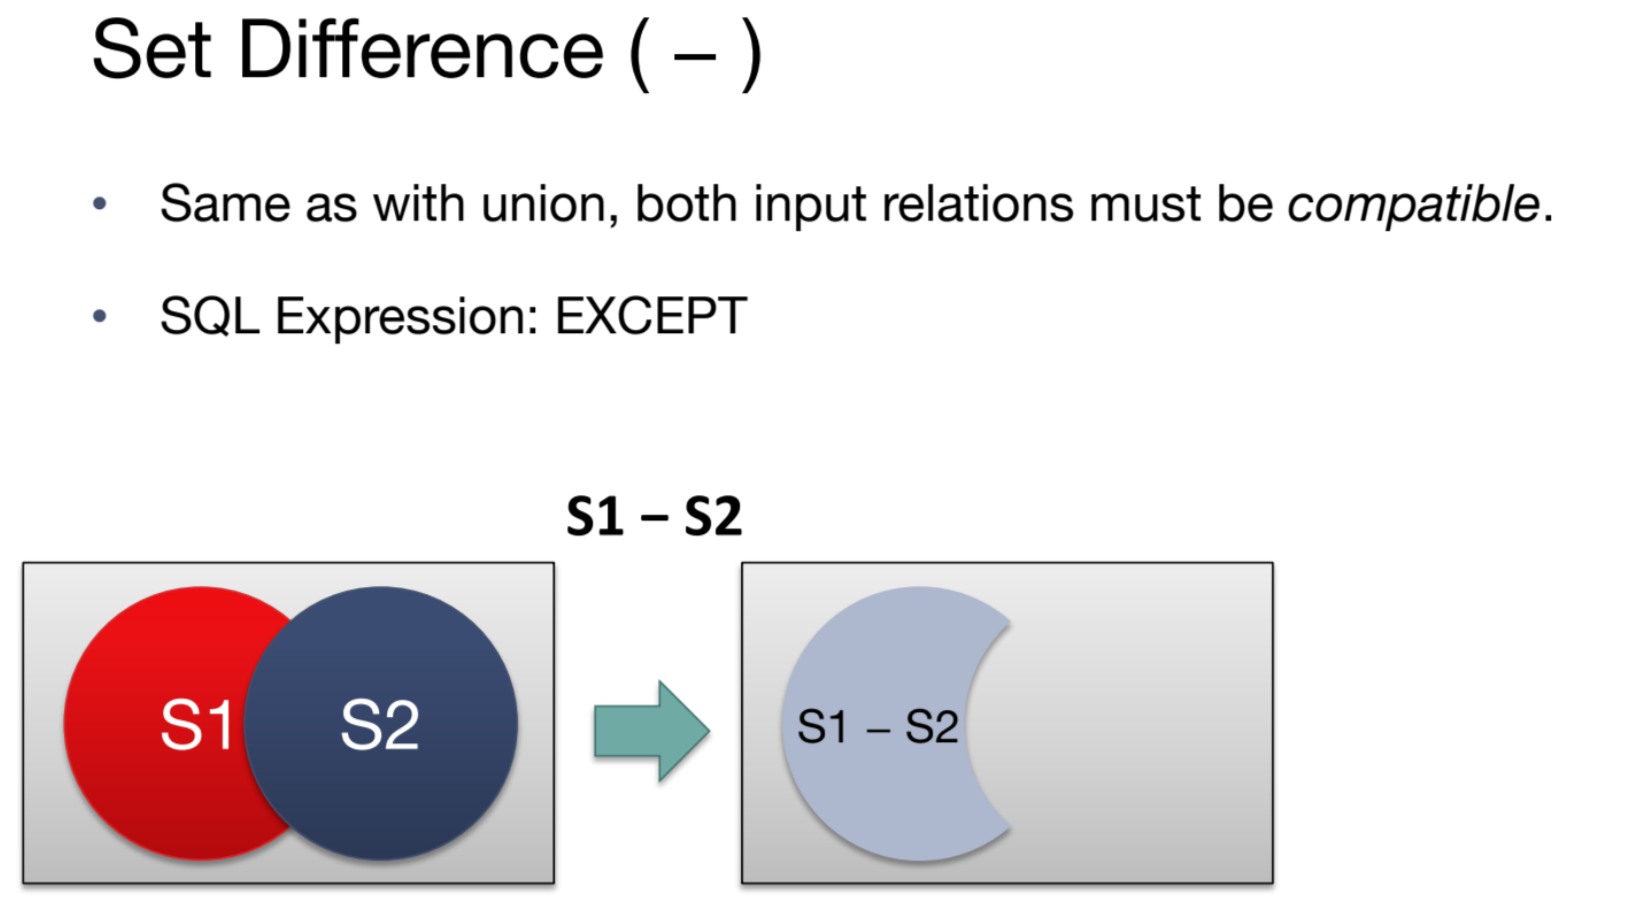 Set Difference ( – )
• Same as with union, both input relations must be compatible.
• SQL Expression: EXCEPT
S1 – S2
S1
S2
S1 – S2